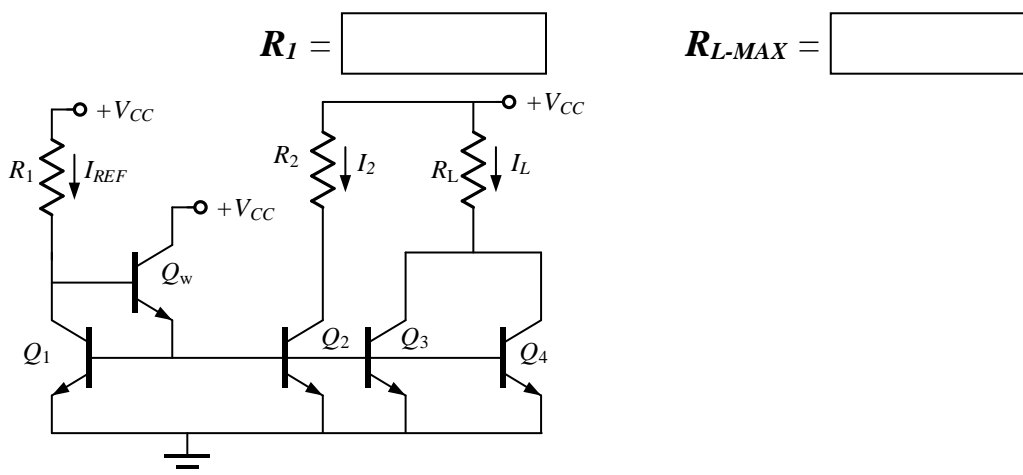 R1 = RL-MAX =
+VCC +VCC
R1 IREF R2 I2 RL IL
+VCC
Qw
Q1 Q2 Q3 Q4